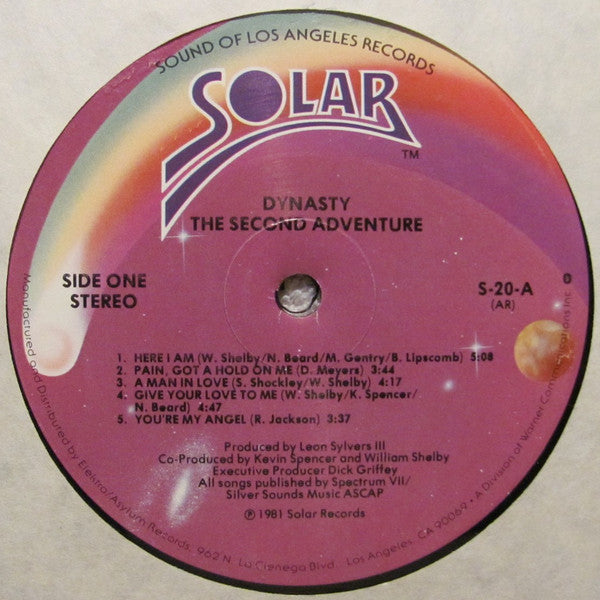 SOUND OF LOS ANGELES RECORDS
SOLAR
TM
DYNASTY
THE SECOND ADVENTURE
SIDE ONE
STEREO
S-20-A
(AR)
1. HERE I AM (W. Shelby/N. Beard/M. Gentry/B. Lipscomb) 5:08
2. PAIN, GOT A HOLD ON ME (D. Meyers) 3:44
3. A MAN IN LOVE (S. Shockley/W. Shelby) 4:17
4. GIVE YOUR LOVE TO ME (W. Shelby/K. Spencer/
N. Beard) 4:47
5. YOU'RE MY ANGEL (R. Jackson) 3:37
Produced by Leon Sylvers III
Co-Produced by Kevin Spencer and William Shelby
Executive Producer Dick Griffey
All songs published by Spectrum VII/
Silver Sounds Music ASCAP
℗ 1981 Solar Records
Manufactured and Distributed by Elektra/Asylum Records, 962 N. La Cienega Blvd., Los Angeles, CA 90069 • A Division of Warner Communications Inc.